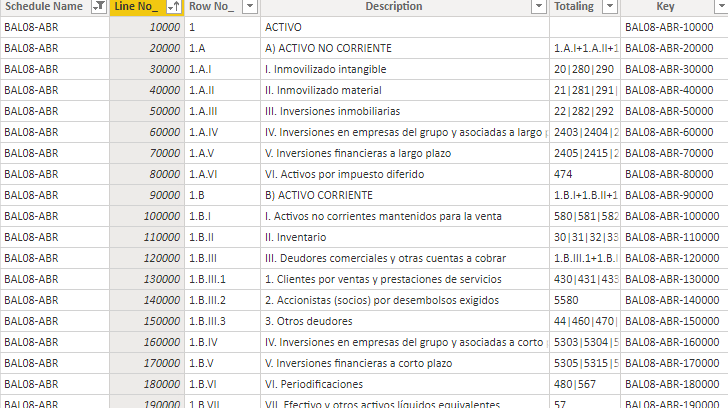 Schedule Name Line No_ Row No_ Description Totaling Key
BAL08-ABR 10000 1 ACTIVO BAL08-ABR-10000
BAL08-ABR 20000 1.A A) ACTIVO NO CORRIENTE 1.A.I+1.A.II+1 BAL08-ABR-20000
BAL08-ABR 30000 1.A.I I. Inmovilizado intangible 20|280|290 BAL08-ABR-30000
BAL08-ABR 40000 1.A.II II. Inmovilizado material 21|281|291| BAL08-ABR-40000
BAL08-ABR 50000 1.A.III III. Inversiones inmobiliarias 22|282|292 BAL08-ABR-50000
BAL08-ABR 60000 1.A.IV IV. Inversiones en empresas del grupo y asociadas a largo p 2403|2404|2 BAL08-ABR-60000
BAL08-ABR 70000 1.A.V V. Inversiones financieras a largo plazo 2405|2415|2 BAL08-ABR-70000
BAL08-ABR 80000 1.A.VI VI. Activos por impuesto diferido 474 BAL08-ABR-80000
BAL08-ABR 90000 1.B B) ACTIVO CORRIENTE 1.B.I+1.B.II+1 BAL08-ABR-90000
BAL08-ABR 100000 1.B.I I. Activos no corrientes mantenidos para la venta 580|581|582 BAL08-ABR-100000
BAL08-ABR 110000 1.B.II II. Inventario 30|31|32|33 BAL08-ABR-110000
BAL08-ABR 120000 1.B.III III. Deudores comerciales y otras cuentas a cobrar 1.B.III.1+1.B.I BAL08-ABR-120000
BAL08-ABR 130000 1.B.III.1 1. Clientes por ventas y prestaciones de servicios 430|431|433 BAL08-ABR-130000
BAL08-ABR 140000 1.B.III.2 2. Accionistas (socios) por desembolsos exigidos 5580 BAL08-ABR-140000
BAL08-ABR 150000 1.B.III.3 3. Otros deudores 44|460|470| BAL08-ABR-150000
BAL08-ABR 160000 1.B.IV IV. Inversiones en empresas del grupo y asociadas a corto p 5303|5304|5 BAL08-ABR-160000
BAL08-ABR 170000 1.B.V V. Inversiones financieras a corto plazo 5305|5315|5 BAL08-ABR-170000
BAL08-ABR 180000 1.B.VI VI. Periodificaciones 480|567 BAL08-ABR-180000
BAL08-ABR 190000 1.B.VII VII. Efectivo y otros activos líquidos equivalentes 57 BAL08-ABR-190000